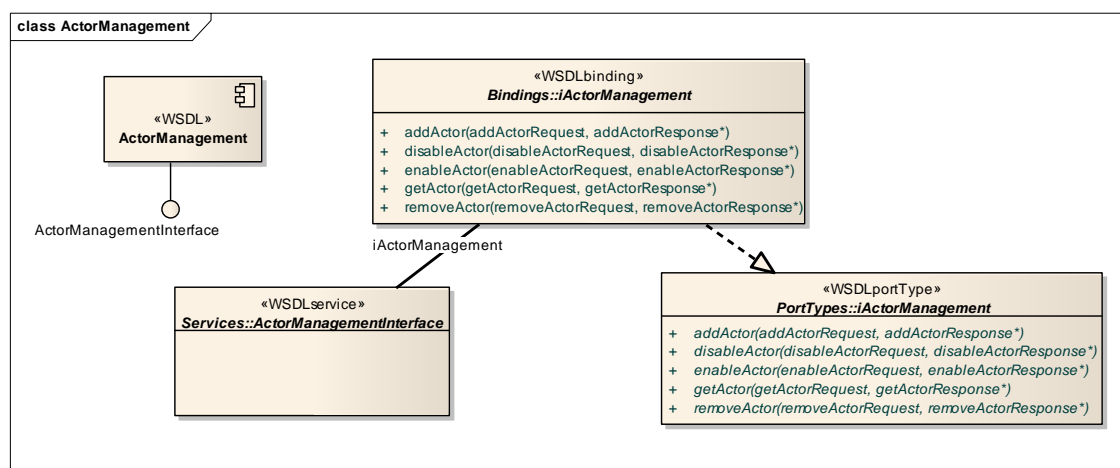 class ActorManagement
«WSDL»
ActorManagement
ActorManagementInterface
«WSDLbinding»
Bindings::iActorManagement
+ addActor(addActorRequest, addActorResponse*)
+ disableActor(disableActorRequest, disableActorResponse*)
+ enableActor(enableActorRequest, enableActorResponse*)
+ getActor(getActorRequest, getActorResponse*)
+ removeActor(removeActorRequest, removeActorResponse*)
iActorManagement
«WSDLservice»
Services::ActorManagementInterface
«WSDLportType»
PortTypes::iActorManagement
+ addActor(addActorRequest, addActorResponse*)
+ disableActor(disableActorRequest, disableActorResponse*)
+ enableActor(enableActorRequest, enableActorResponse*)
+ getActor(getActorRequest, getActorResponse*)
+ removeActor(removeActorRequest, removeActorResponse*)